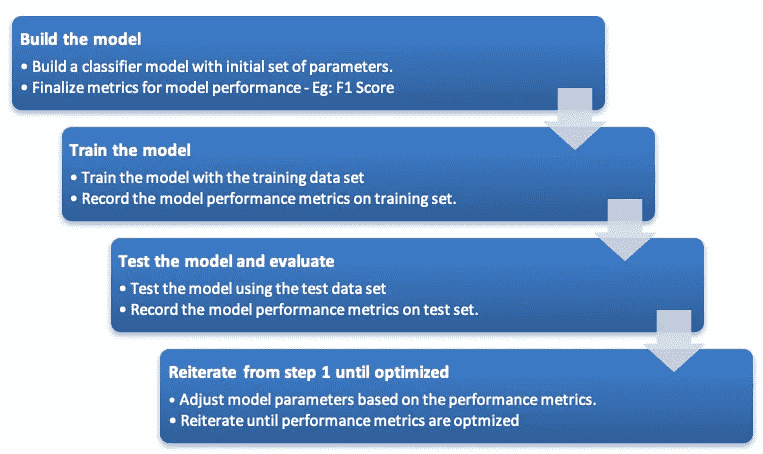 Build the model
• Build a classifier model with initial set of parameters.
• Finalize metrics for model performance - Eg: F1 Score
Train the model
• Train the model with the training data set
• Record the model performance metrics on training set.
Test the model and evaluate
• Test the model using the test data set
• Record the model performance metrics on test set.
Reiterate from step 1 until optimized
• Adjust model parameters based on the performance metrics.
• Reiterate until performance metrics are optmized